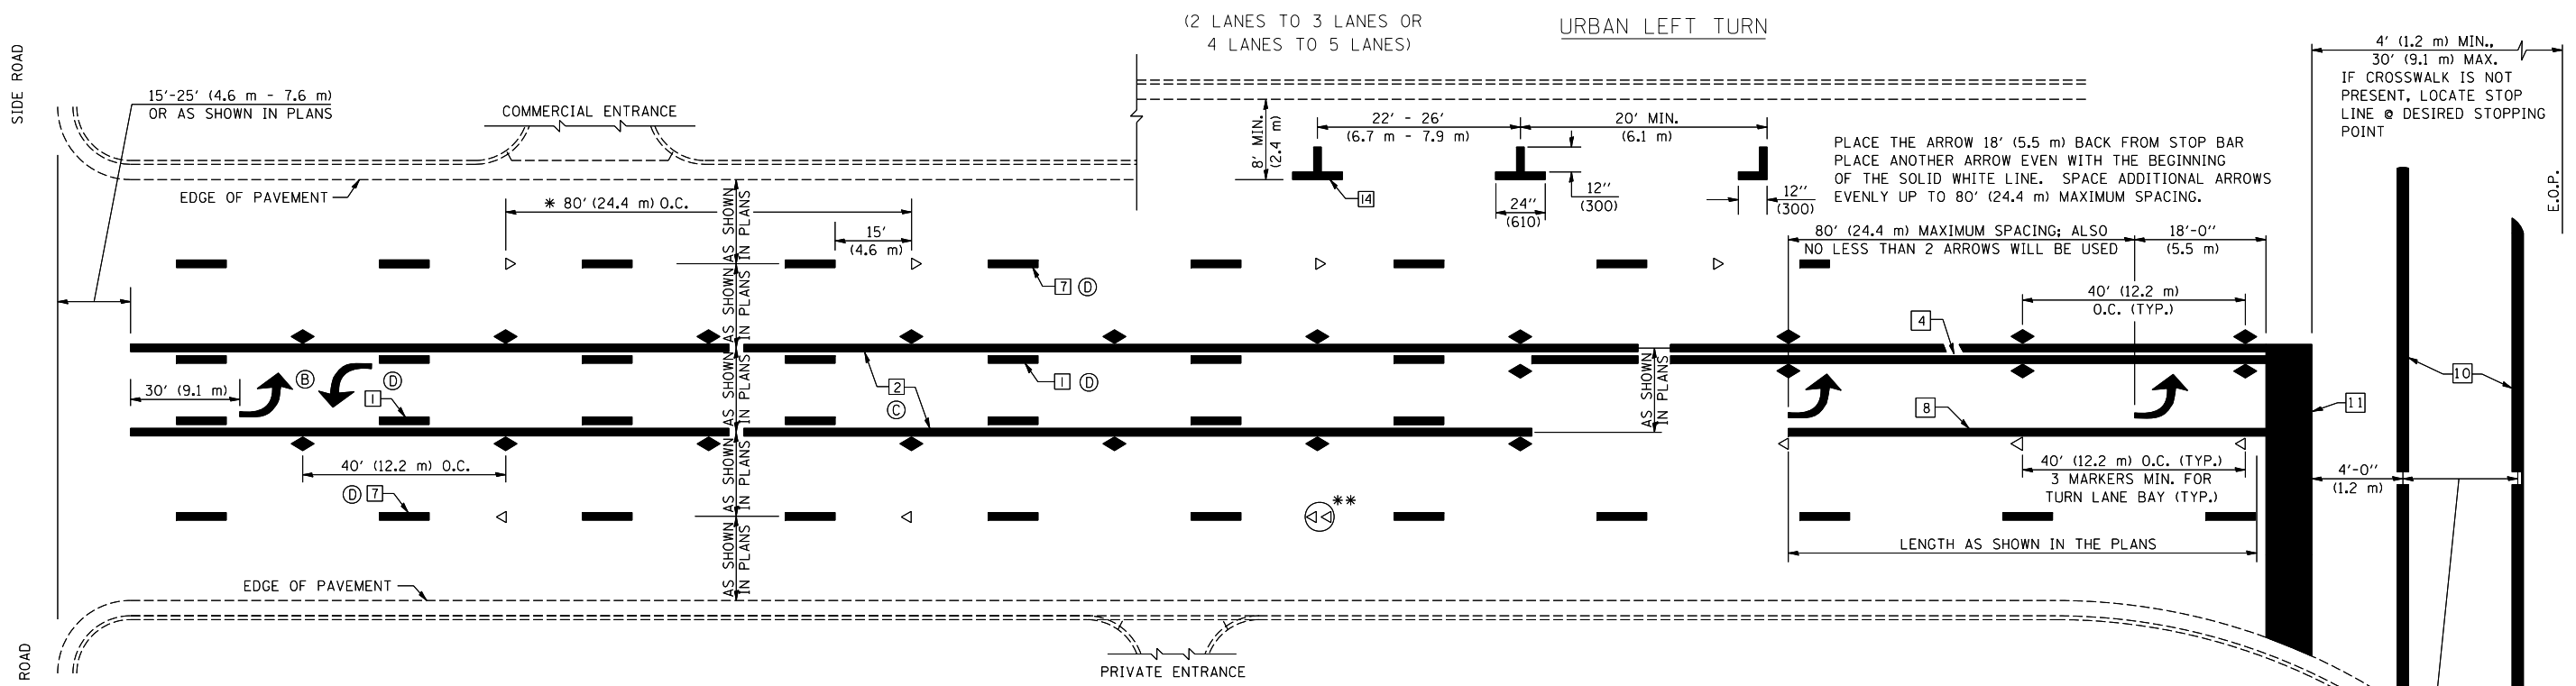 (2 LANES TO 3 LANES OR
4 LANES TO 5 LANES)
URBAN LEFT TURN
SIDE ROAD
15'-25' (4.6 m - 7.6 m)
OR AS SHOWN IN PLANS
COMMERCIAL ENTRANCE
EDGE OF PAVEMENT
* 80' (24.4 m) O.C.
15'
(4.6 m)
8' MIN.
(2.4 m)
22' - 26'
(6.7 m - 7.9 m)
20' MIN.
(6.1 m)
14
24"
(610)
12"
(300)
12"
(300)
4' (1.2 m) MIN.,
30' (9.1 m) MAX.
IF CROSSWALK IS NOT
PRESENT, LOCATE STOP
LINE @ DESIRED STOPPING
POINT
E.O.P.
PLACE THE ARROW 18' (5.5 m) BACK FROM STOP BAR
PLACE ANOTHER ARROW EVEN WITH THE BEGINNING
OF THE SOLID WHITE LINE. SPACE ADDITIONAL ARROWS
EVENLY UP TO 80' (24.4 m) MAXIMUM SPACING.
80' (24.4 m) MAXIMUM SPACING; ALSO
NO LESS THAN 2 ARROWS WILL BE USED
18'-0"
(5.5 m)
AS SHOWN
IN PLANS
AS SHOWN
IN PLANS
AS SHOWN
IN PLANS
AS SHOWN
IN PLANS
AS SHOWN
IN PLANS
7 D
40' (12.2 m)
O.C. (TYP.)
4
30' (9.1 m)
B
D
1
2
C
1 D
AS SHOWN
IN PLANS
8
10
11
40' (12.2 m) O.C.
D 7
**
40' (12.2 m) O.C. (TYP.)
3 MARKERS MIN. FOR
TURN LANE BAY (TYP.)
4'-0"
(1.2 m)
LENGTH AS SHOWN IN THE PLANS
EDGE OF PAVEMENT
PRIVATE ENTRANCE
ROAD